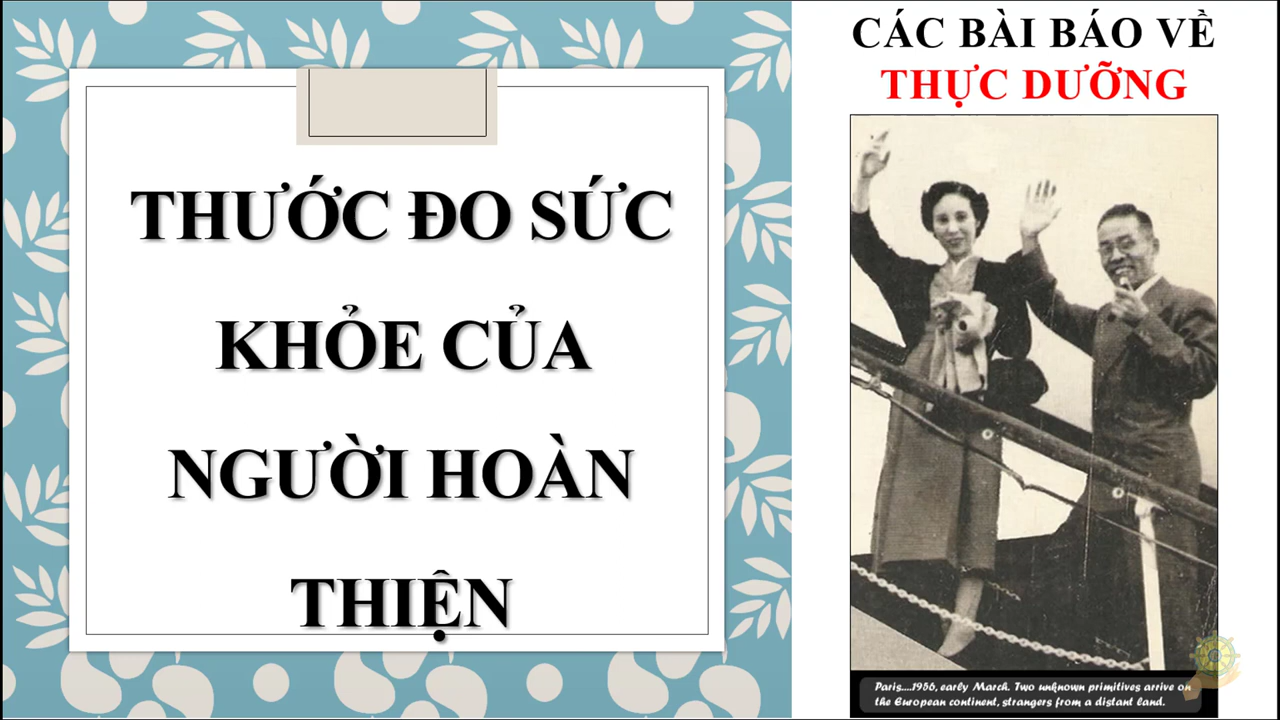 THƯỚC ĐO SỨC
KHỎE CỦA
NGƯỜI HOÀN
THIỆN
CÁC BÀI BÁO VỀ
THỰC DƯỠNG
Paris....1956, early March. Two unknown primitives arrive on
the European continent, strangers from a distant land.